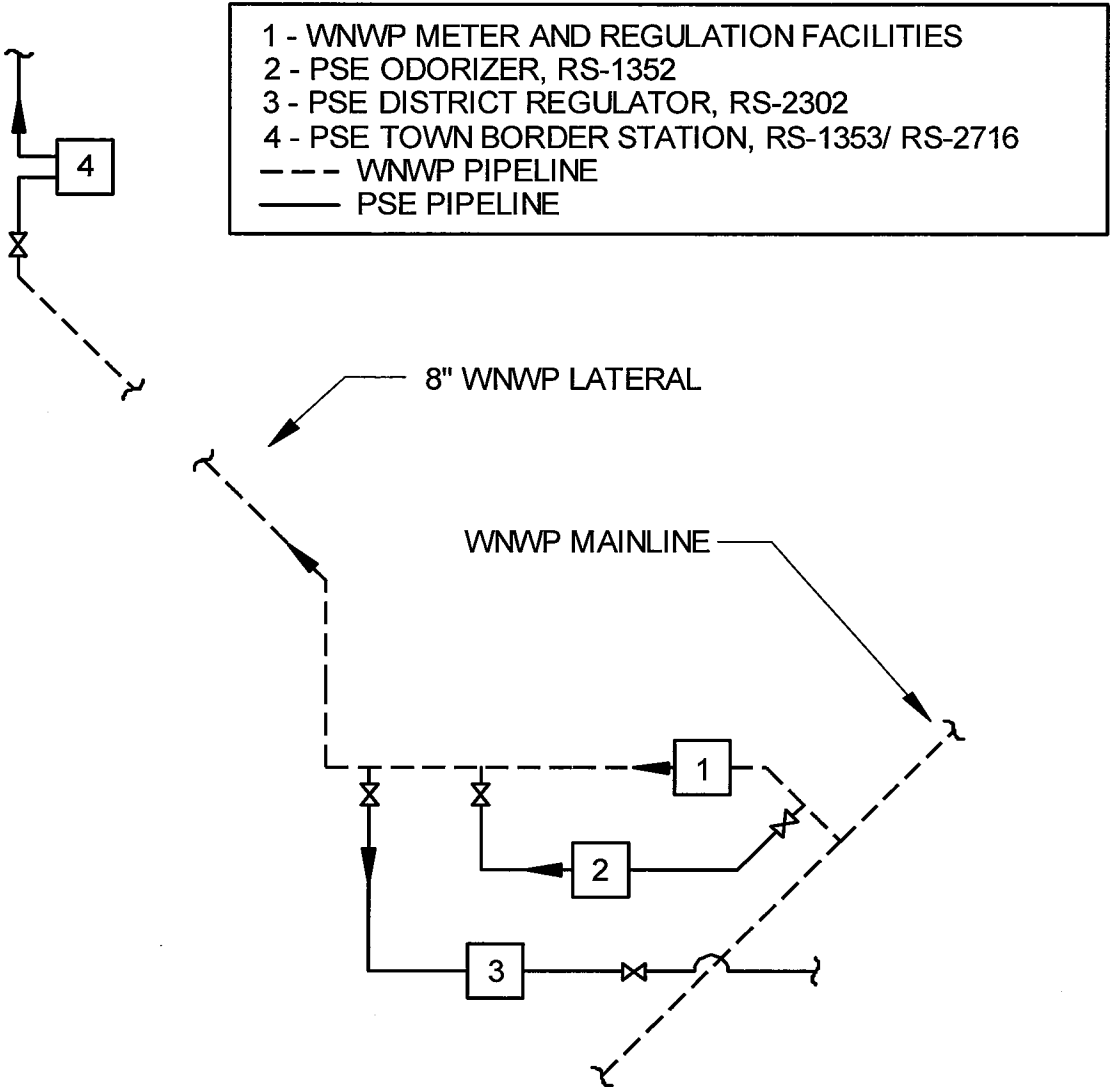 1 - WNWP METER AND REGULATION FACILITIES
2 - PSE ODORIZER, RS-1352
3 - PSE DISTRICT REGULATOR, RS-2302
4 - PSE TOWN BORDER STATION, RS-1353/ RS-2716
WNWP PIPELINE
PSE PIPELINE
4
8" WNWP LATERAL
WNWP MAINLINE
1
2
3